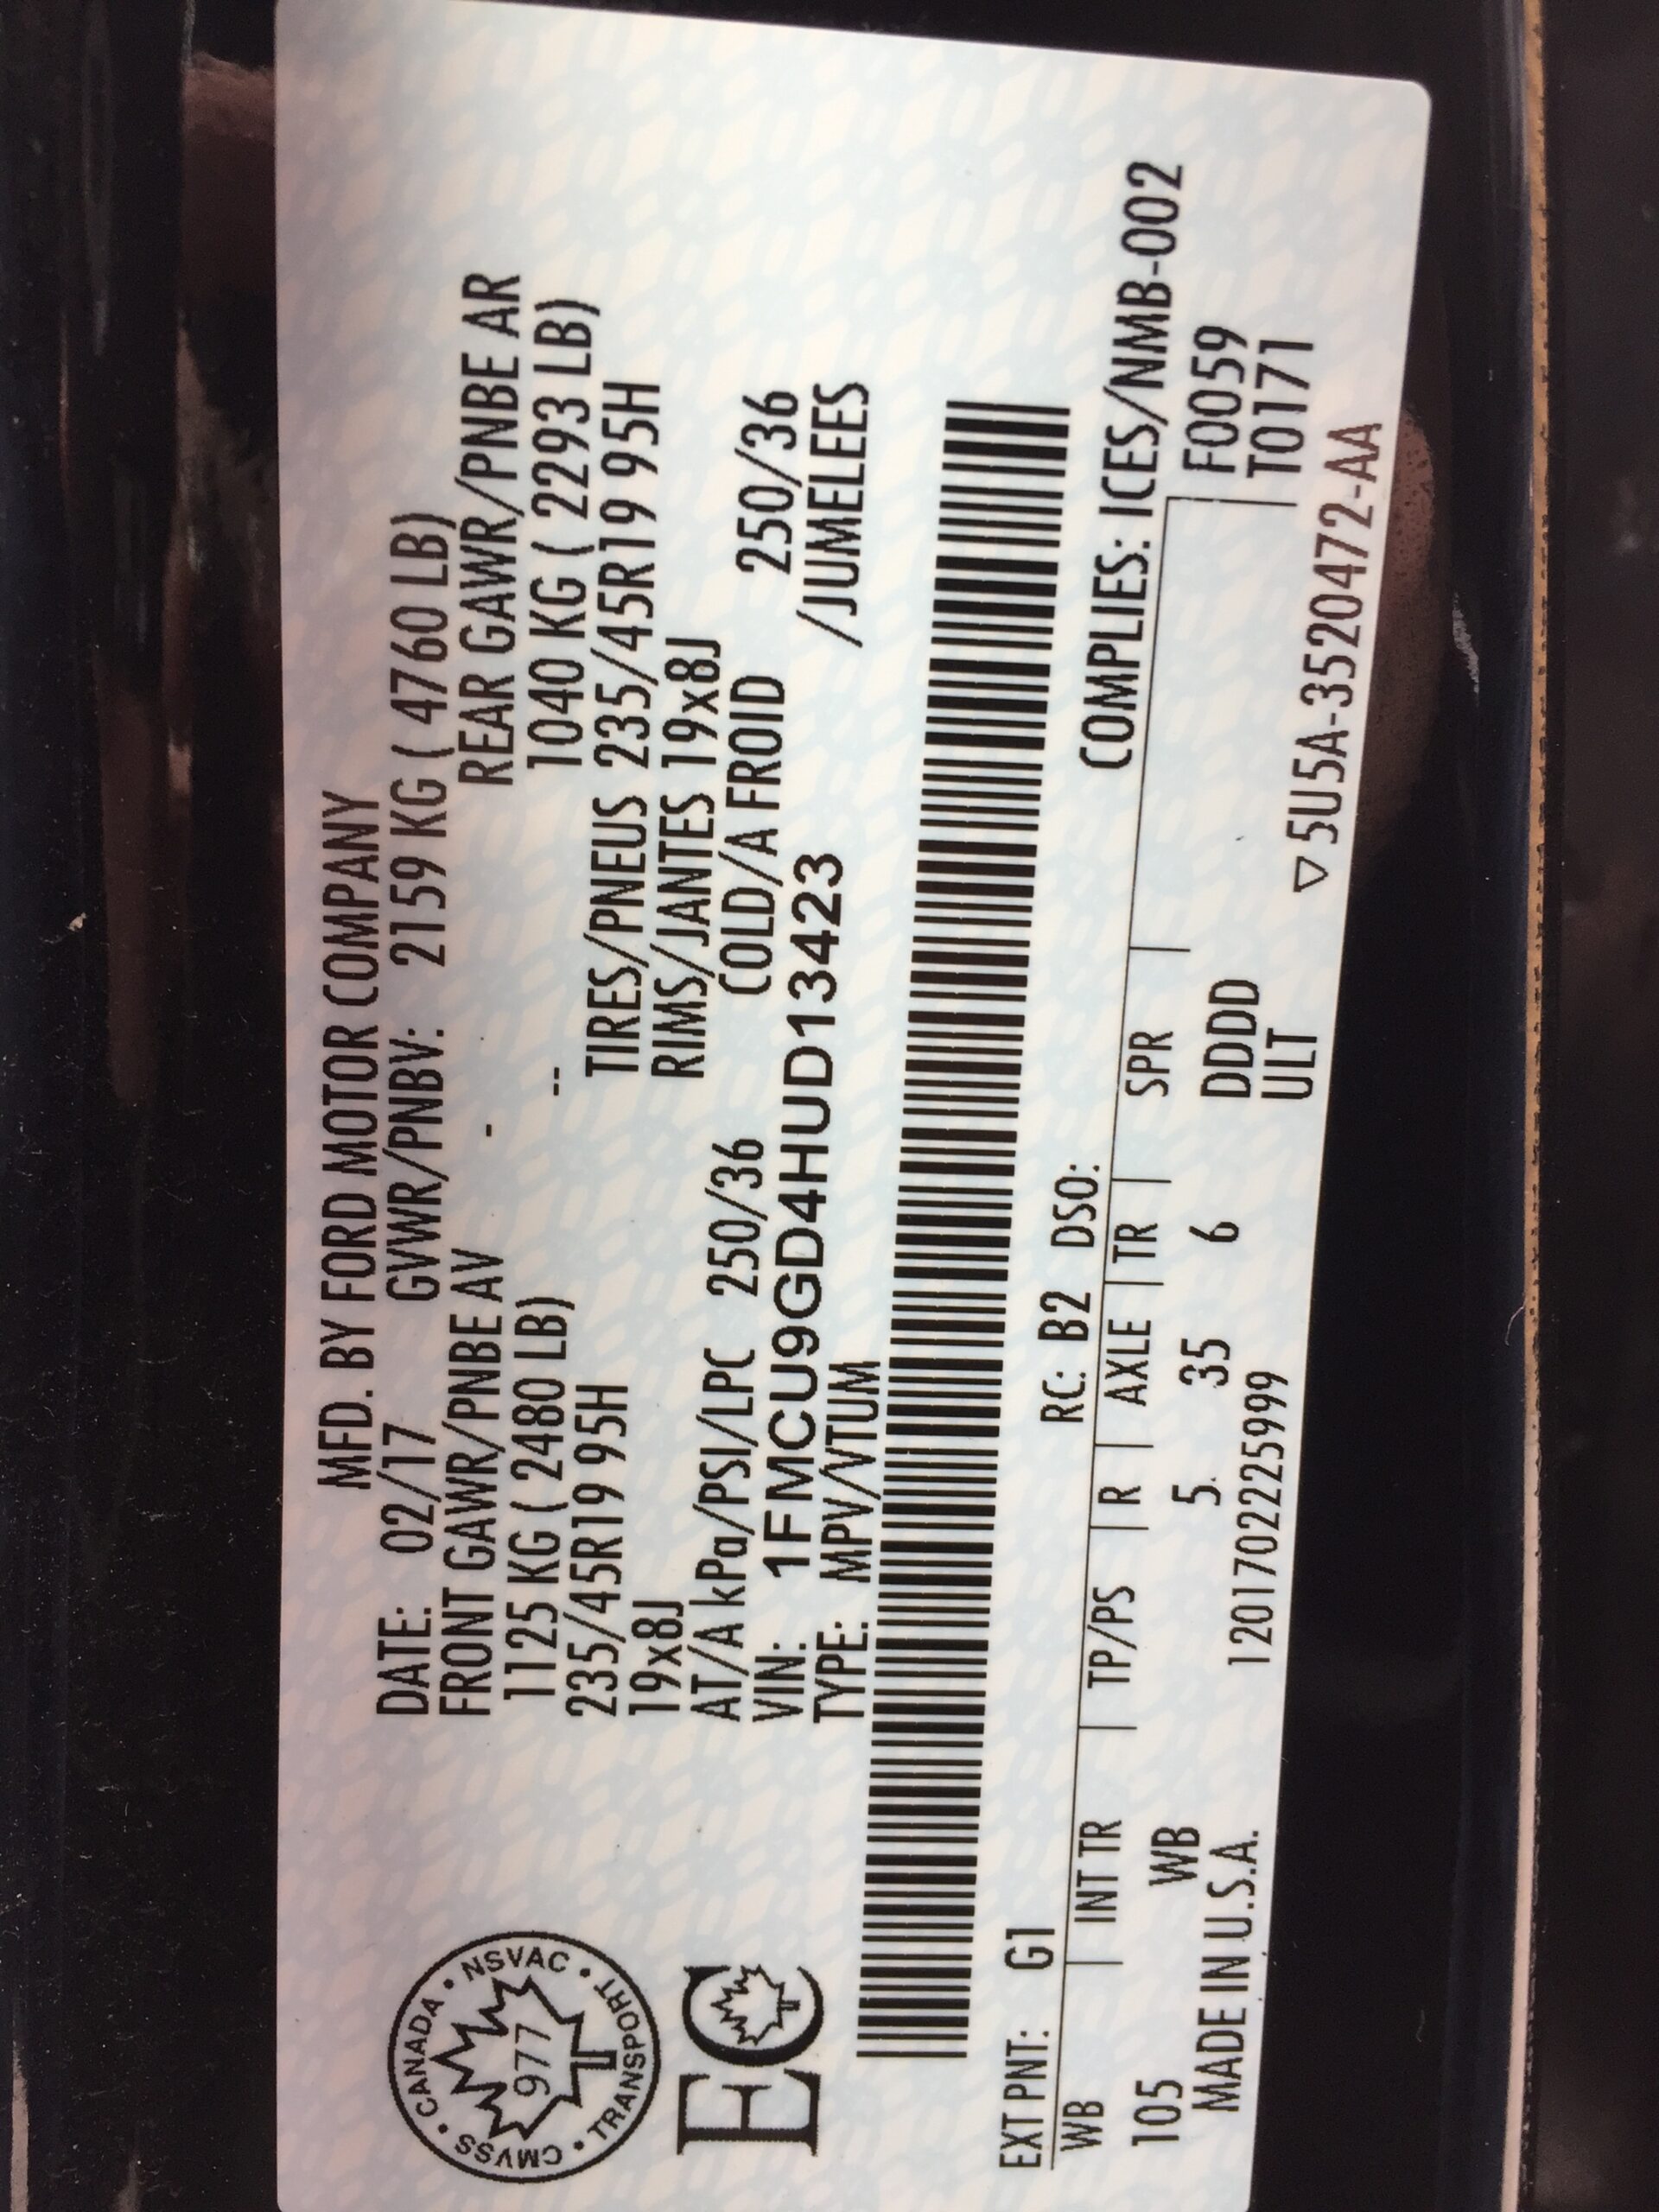 MFD. BY FORD MOTOR COMPANY
DATE: 02/17 GVWR/PNBV: 2159 KG ( 4760 LB)
FRONT GAWR/PNBE AV - REAR GAWR/PNBE AR
1125 KG ( 2480 LB) -- 1040 KG ( 2293 LB)
235/45R19 95H TIRES/PNEUS 235/45R19 95H
19x8J RIMS/JANTES 19x8J
AT/A kPa/PSI/LPC 250/36 COLD/A FROID 250/36
VIN: 1FMCU9GD4HUD13423 /JUMELEES
TYPE: MPV/VTUM
CANADA • NSVAC • TRANSPORT • CMVSS •
977
EC
EXT PNT: G1 RC: B2 DSO: COMPLIES: ICES/NMB-002
WB | INT TR | TP/PS | R | AXLE | TR | SPR |
105 WB 5. 35 6 DDDD F0059
MADE IN U.S.A. 120170225999 ULT T0171
▽5U5A-3520472-AA